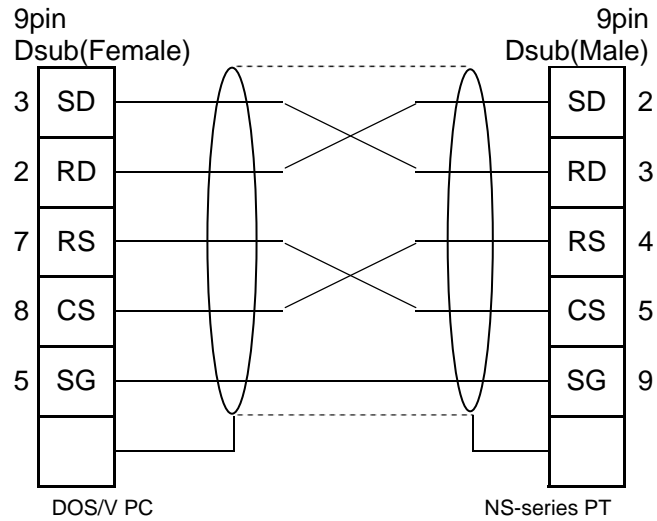 9pin
Dsub(Female)
9pin
Dsub(Male)
3 SD SD 2
2 RD RD 3
7 RS RS 4
8 CS CS 5
5 SG SG 9
DOS/V PC NS-series PT